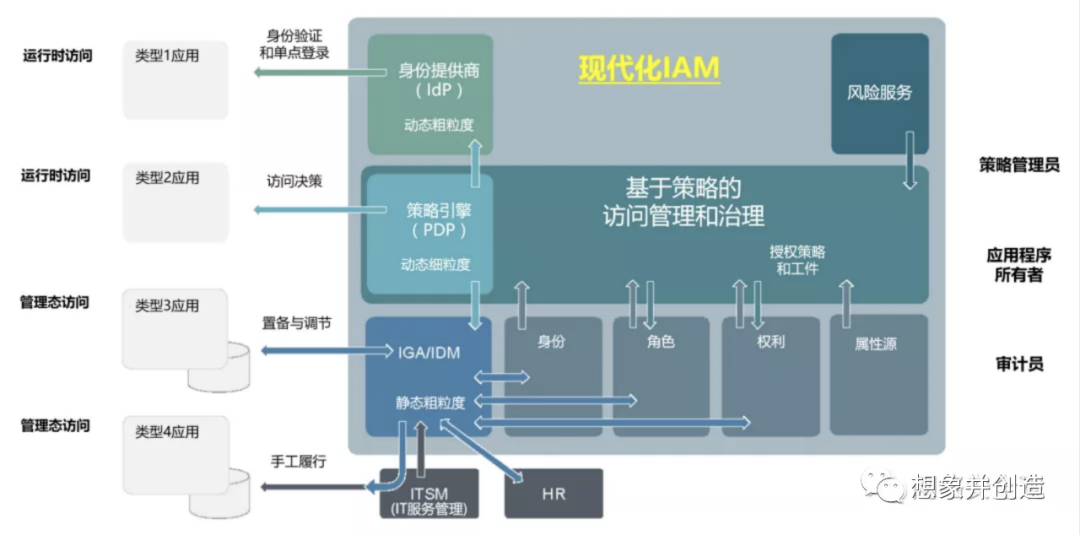 现代化IAM
运行时访问
类型1应用
身份验证
和单点登录
身份提供商
（IdP）
动态粗粒度
风险服务
运行时访问
类型2应用
访问决策
策略引擎
（PDP）
动态细粒度
基于策略的
访问管理和治理
授权策略
和工件
策略管理员
应用程序
所有者
审计员
管理态访问
类型3应用
置备与调节
IGA/IDM
静态粗粒度
身份
角色
权利
属性源
管理态访问
类型4应用
手工履行
ITSM
(IT服务管理)
HR
想象并创造